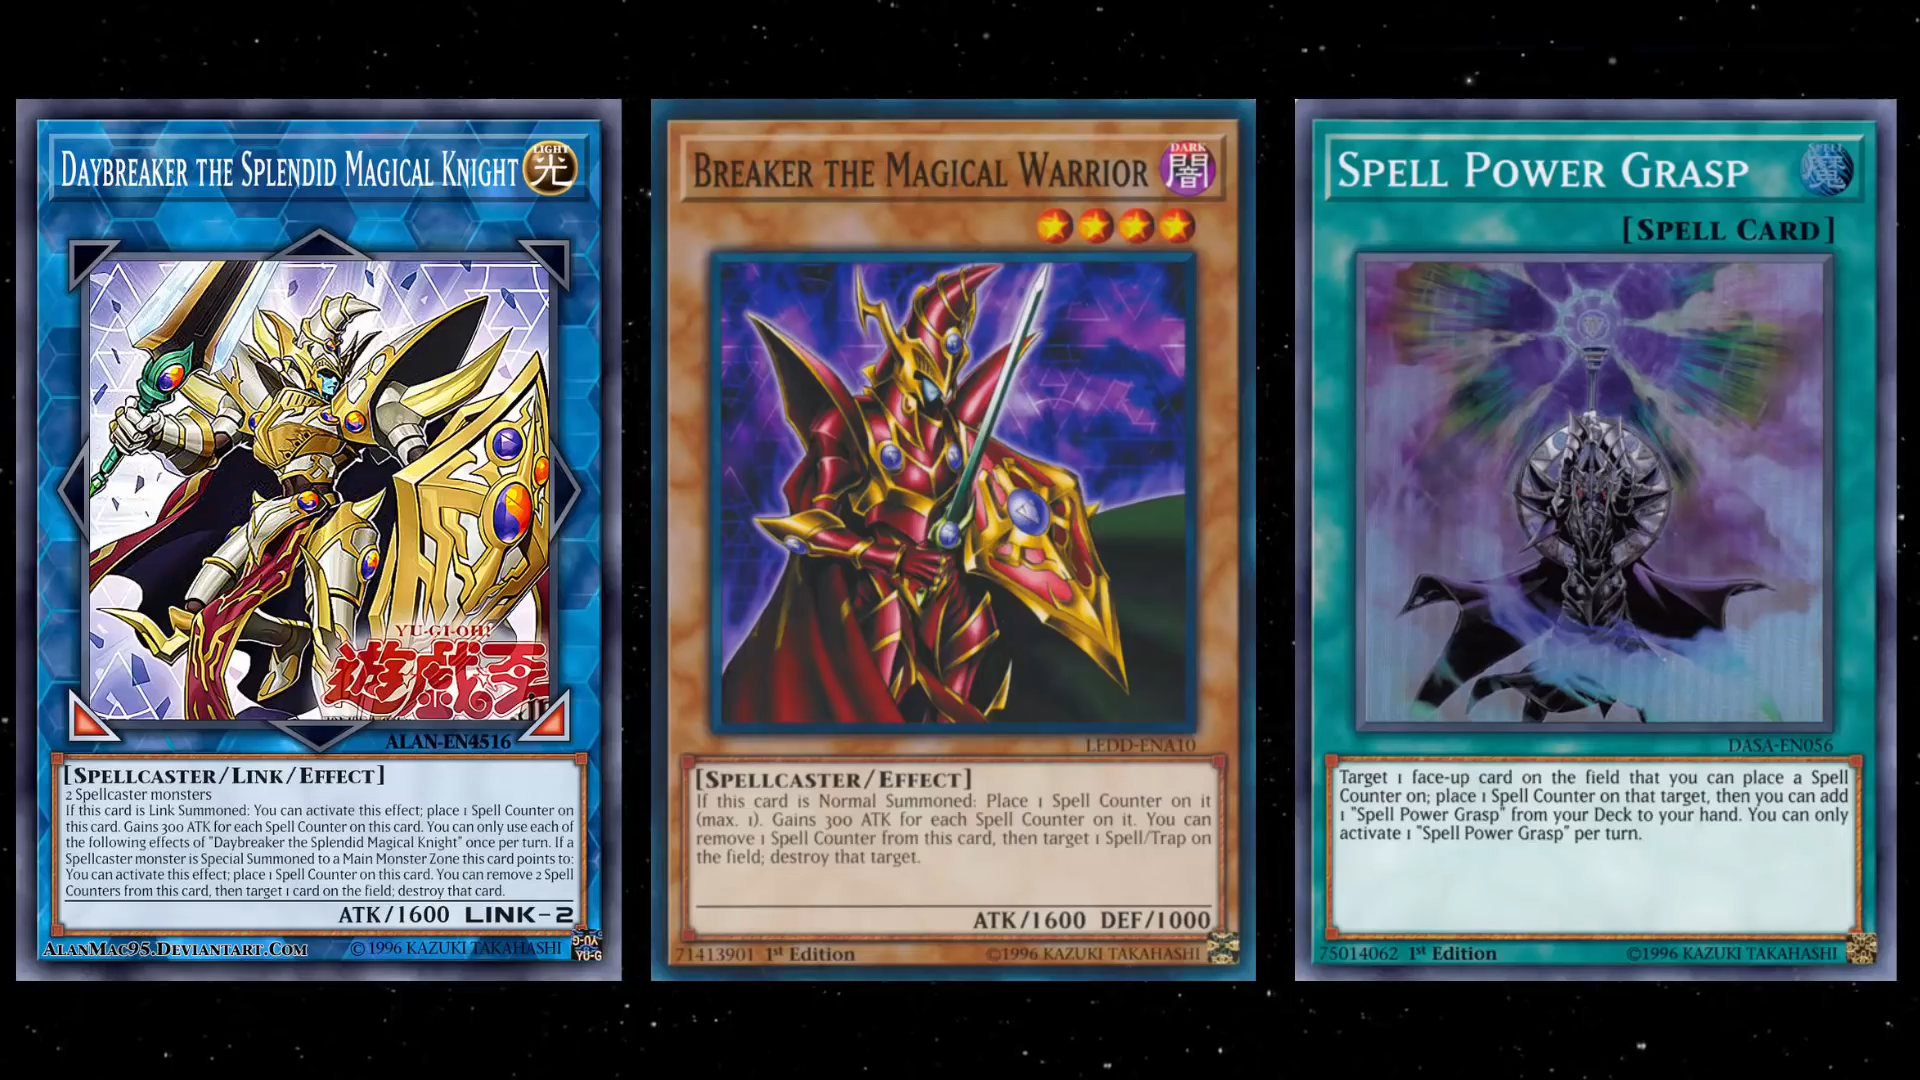 DAYBREAKER THE SPLENDID MAGICAL KNIGHT
LIGHT
光
YU-GI-OH!
遊戯王
ALAN-EN4516
[SPELLCASTER/LINK/EFFECT]
2 Spellcaster monsters
If this card is Link Summoned: You can activate this effect; place 1 Spell Counter on
this card. Gains 300 ATK for each Spell Counter on this card. You can only use each of
the following effects of "Daybreaker the Splendid Magical Knight" once per turn. If a
Spellcaster monster is Special Summoned to a Main Monster Zone this card points to:
You can activate this effect; place 1 Spell Counter on this card. You can remove 2 Spell
Counters from this card, then target 1 card on the field; destroy that card.
ATK/1600 LINK-2
ALANMAC95.DEVIANTART.COM
©1996 KAZUKI TAKAHASHI
BREAKER THE MAGICAL WARRIOR
DARK
闇
LEDD-ENA10
[SPELLCASTER/EFFECT]
If this card is Normal Summoned: Place 1 Spell Counter on it
(max. 1). Gains 300 ATK for each Spell Counter on it. You can
remove 1 Spell Counter from this card, then target 1 Spell/Trap on
the field; destroy that target.
ATK/1600 DEF/1000
71413901 1st Edition
©1996 KAZUKI TAKAHASHI
SPELL POWER GRASP
SPELL
魔
[SPELL CARD]
DASA-EN056
Target 1 face-up card on the field that you can place a Spell
Counter on; place 1 Spell Counter on that target, then you can add
1 "Spell Power Grasp" from your Deck to your hand. You can only
activate 1 "Spell Power Grasp" per turn.
75014062 1st Edition
©1996 KAZUKI TAKAHASHI